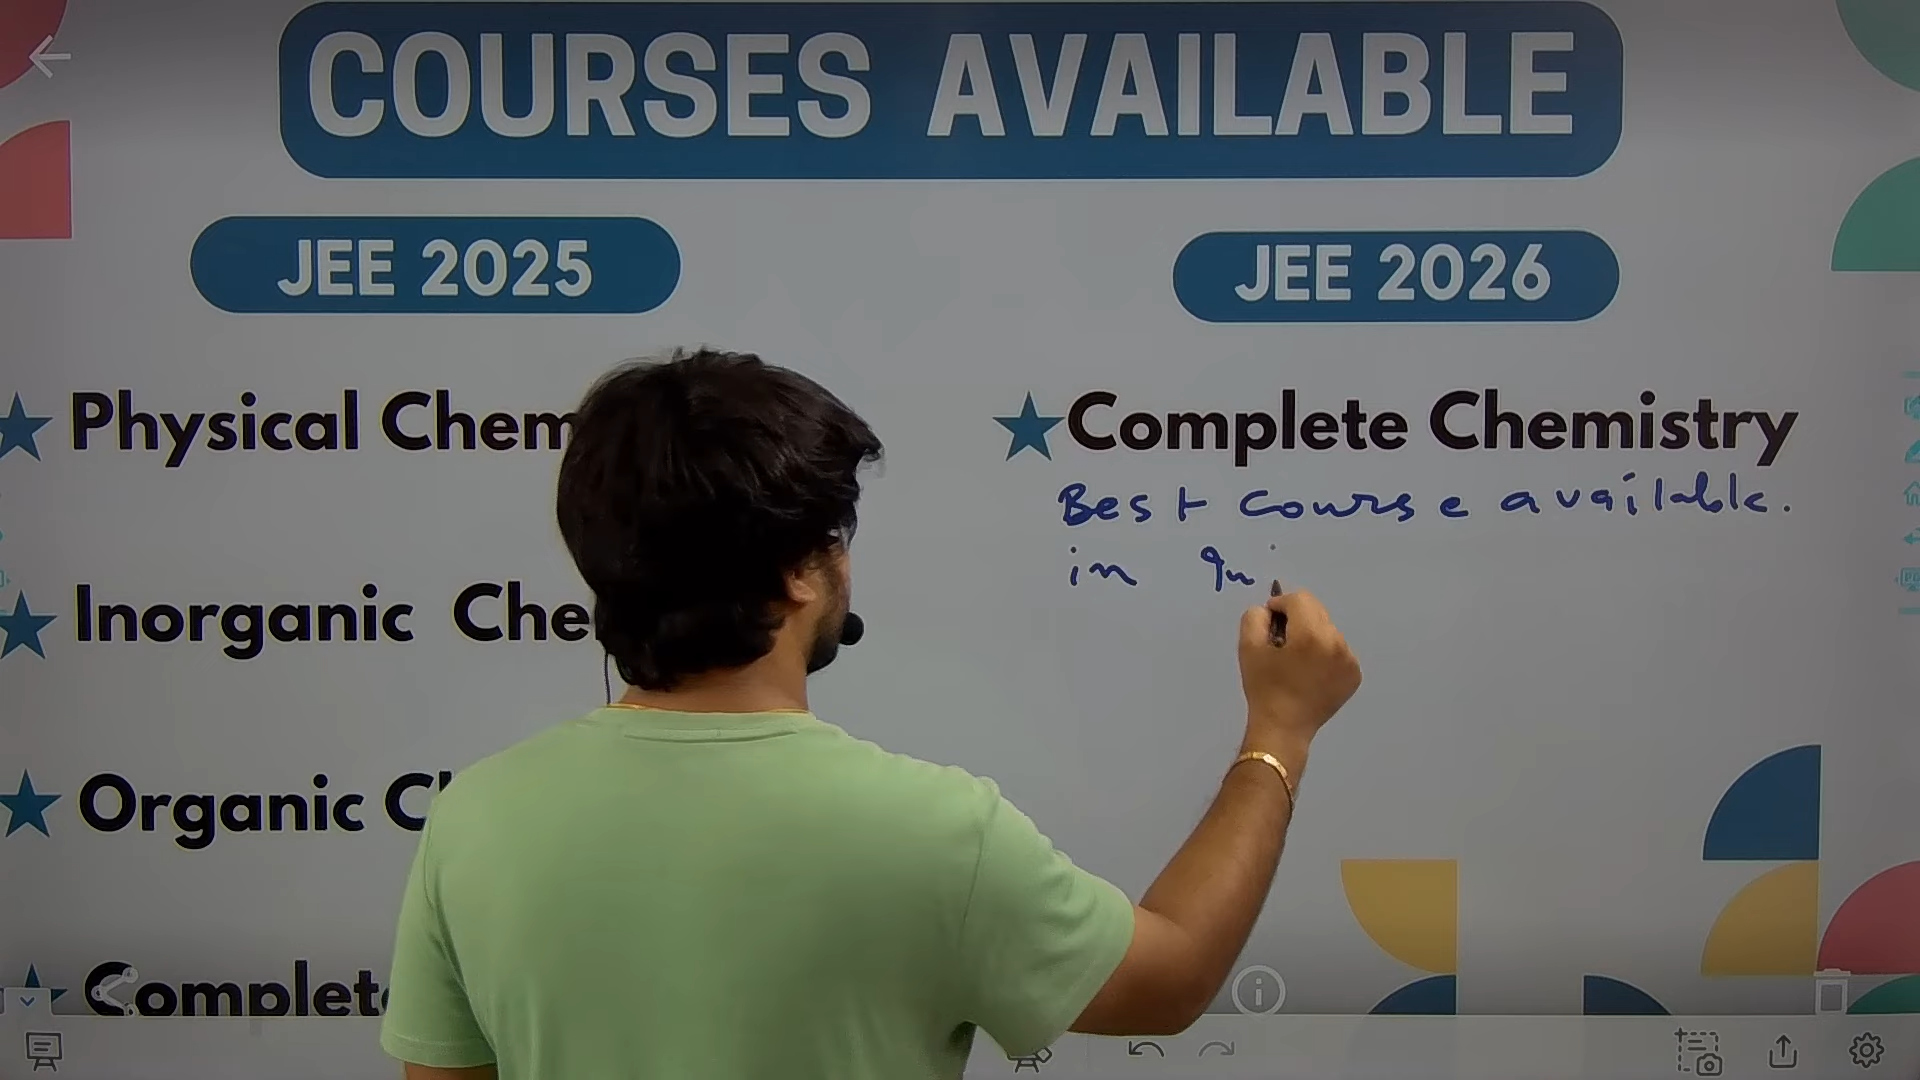 COURSES AVAILABLE
JEE 2025
JEE 2026
Physical Chem
Complete Chemistry
Best course available.
in
Inorganic Che
Organic C
Complete